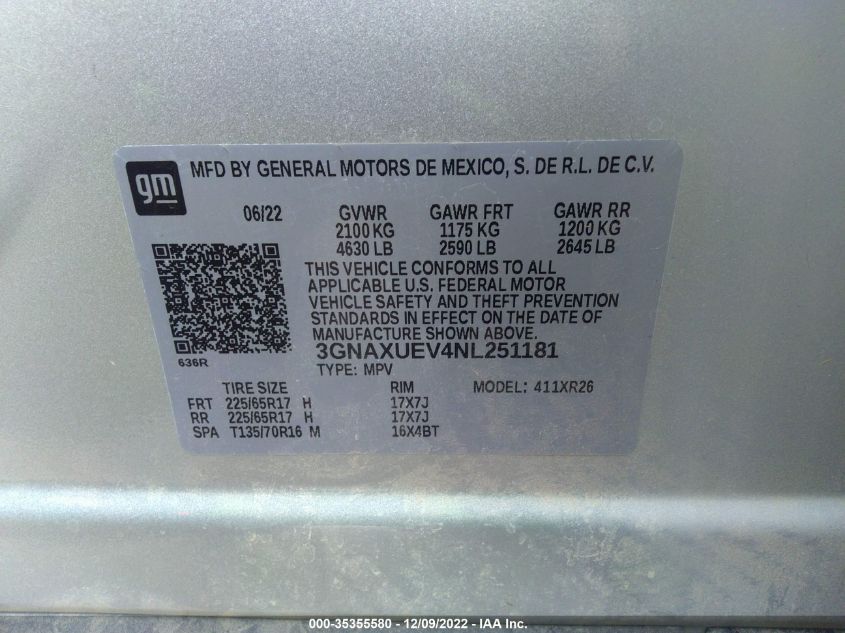 gm
MFD BY GENERAL MOTORS DE MEXICO, S. DE R.L. DE C.V.
06/22 GVWR GAWR FRT GAWR RR
2100 KG 1175 KG 1200 KG
4630 LB 2590 LB 2645 LB
THIS VEHICLE CONFORMS TO ALL
APPLICABLE U.S. FEDERAL MOTOR
VEHICLE SAFETY AND THEFT PREVENTION
STANDARDS IN EFFECT ON THE DATE OF
MANUFACTURE SHOWN ABOVE.
636R
3GNAXUEV4NL251181
TYPE: MPV
TIRE SIZE RIM MODEL: 411XR26
FRT 225/65R17 H 17X7J
RR 225/65R17 H 17X7J
SPA T135/70R16 M 16X4BT
000-35355580 - 12/09/2022 - IAA Inc.